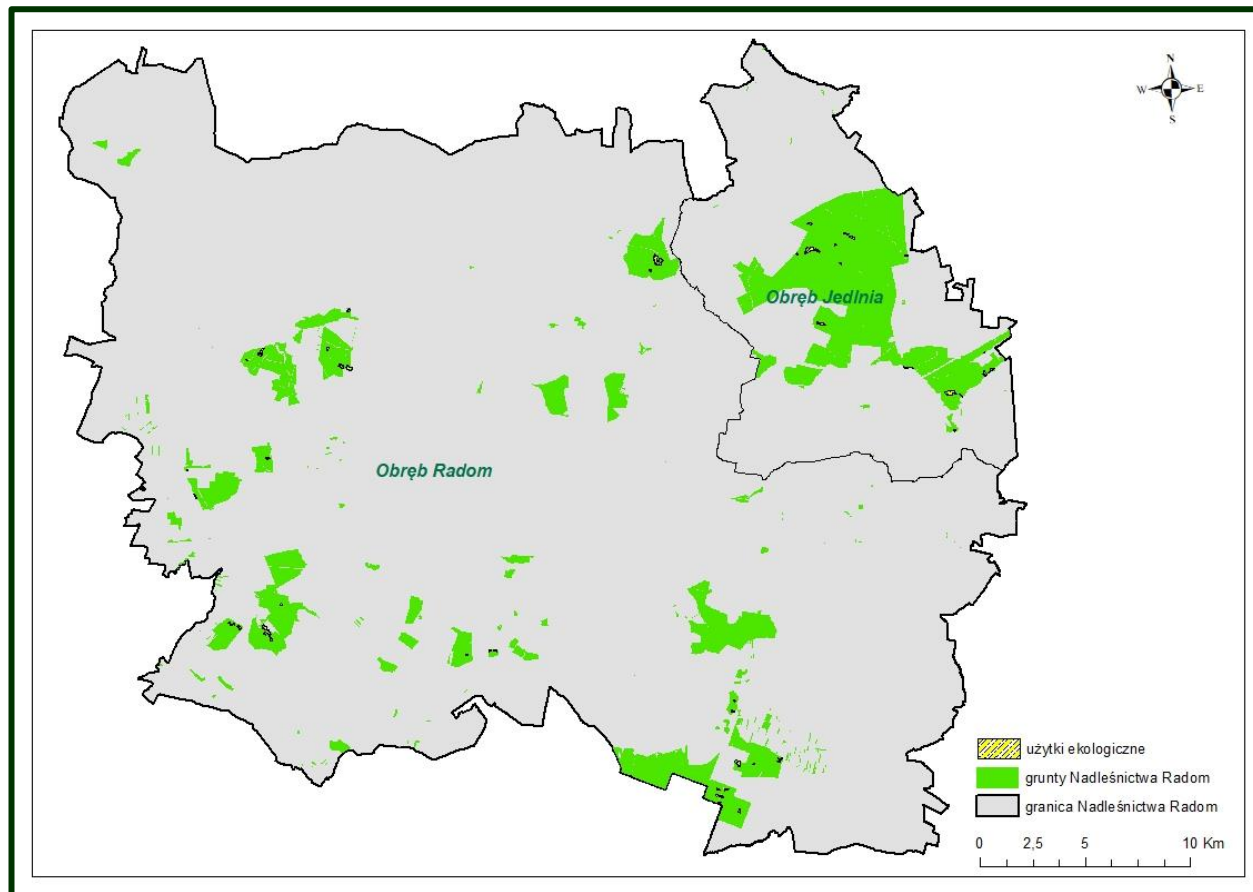 N
W E
S
Obręb Jedlnia
Obręb Radom
użytki ekologiczne
grunty Nadleśnictwa Radom
granica Nadleśnictwa Radom
0 2,5 5 10 Km